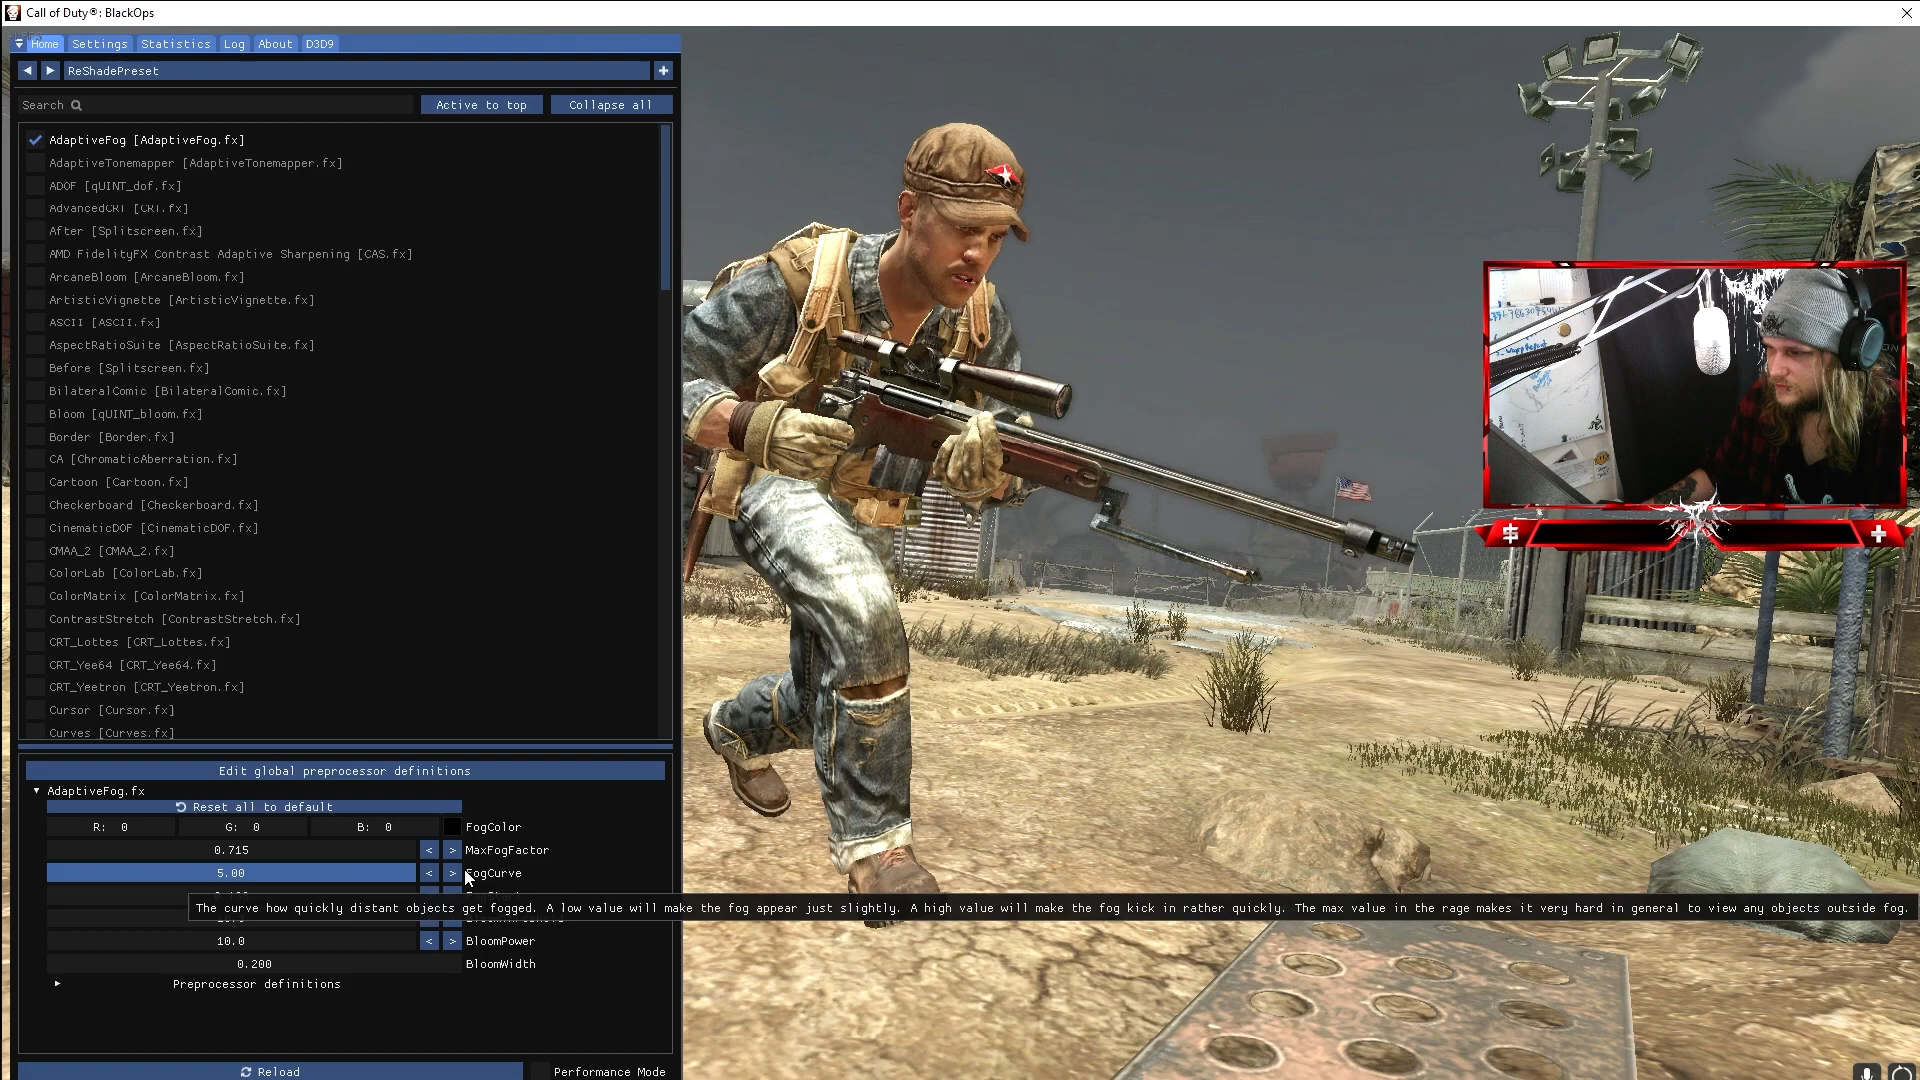 Call of Duty®: BlackOps
Home Settings Statistics Log About D3D9
ReShadePreset
Search Active to top Collapse all
AdaptiveFog [AdaptiveFog.fx]
AdaptiveTonemapper [AdaptiveTonemapper.fx]
ADOF [qUINT_dof.fx]
AdvancedCRT [CRT.fx]
After [Splitscreen.fx]
AMD FidelityFX Contrast Adaptive Sharpening [CAS.fx]
ArcaneBloom [ArcaneBloom.fx]
ArtisticVignette [ArtisticVignette.fx]
ASCII [ASCII.fx]
AspectRatioSuite [AspectRatioSuite.fx]
Before [Splitscreen.fx]
BilateralComic [BilateralComic.fx]
Bloom [qUINT_bloom.fx]
Border [Border.fx]
CA [ChromaticAberration.fx]
Cartoon [Cartoon.fx]
Checkerboard [Checkerboard.fx]
CinematicDOF [CinematicDOF.fx]
CMAA_2 [CMAA_2.fx]
ColorLab [ColorLab.fx]
ColorMatrix [ColorMatrix.fx]
ContrastStretch [ContrastStretch.fx]
CRT_Lottes [CRT_Lottes.fx]
CRT_Yee64 [CRT_Yee64.fx]
CRT_Yeetron [CRT_Yeetron.fx]
Cursor [Cursor.fx]
Curves [Curves.fx]
Edit global preprocessor definitions
AdaptiveFog.fx
Reset all to default
R: 0 G: 0 B: 0 FogColor
0.715 < > MaxFogFactor
5.00 < > FogCurve
The curve how quickly distant objects get fogged. A low value will make the fog appear just slightly. A high value will make the fog kick in rather quickly. The max value in the rage makes it very hard in general to view any objects outside fog.
10.0 < > BloomPower
0.200 BloomWidth
Preprocessor definitions
Reload Performance Mode